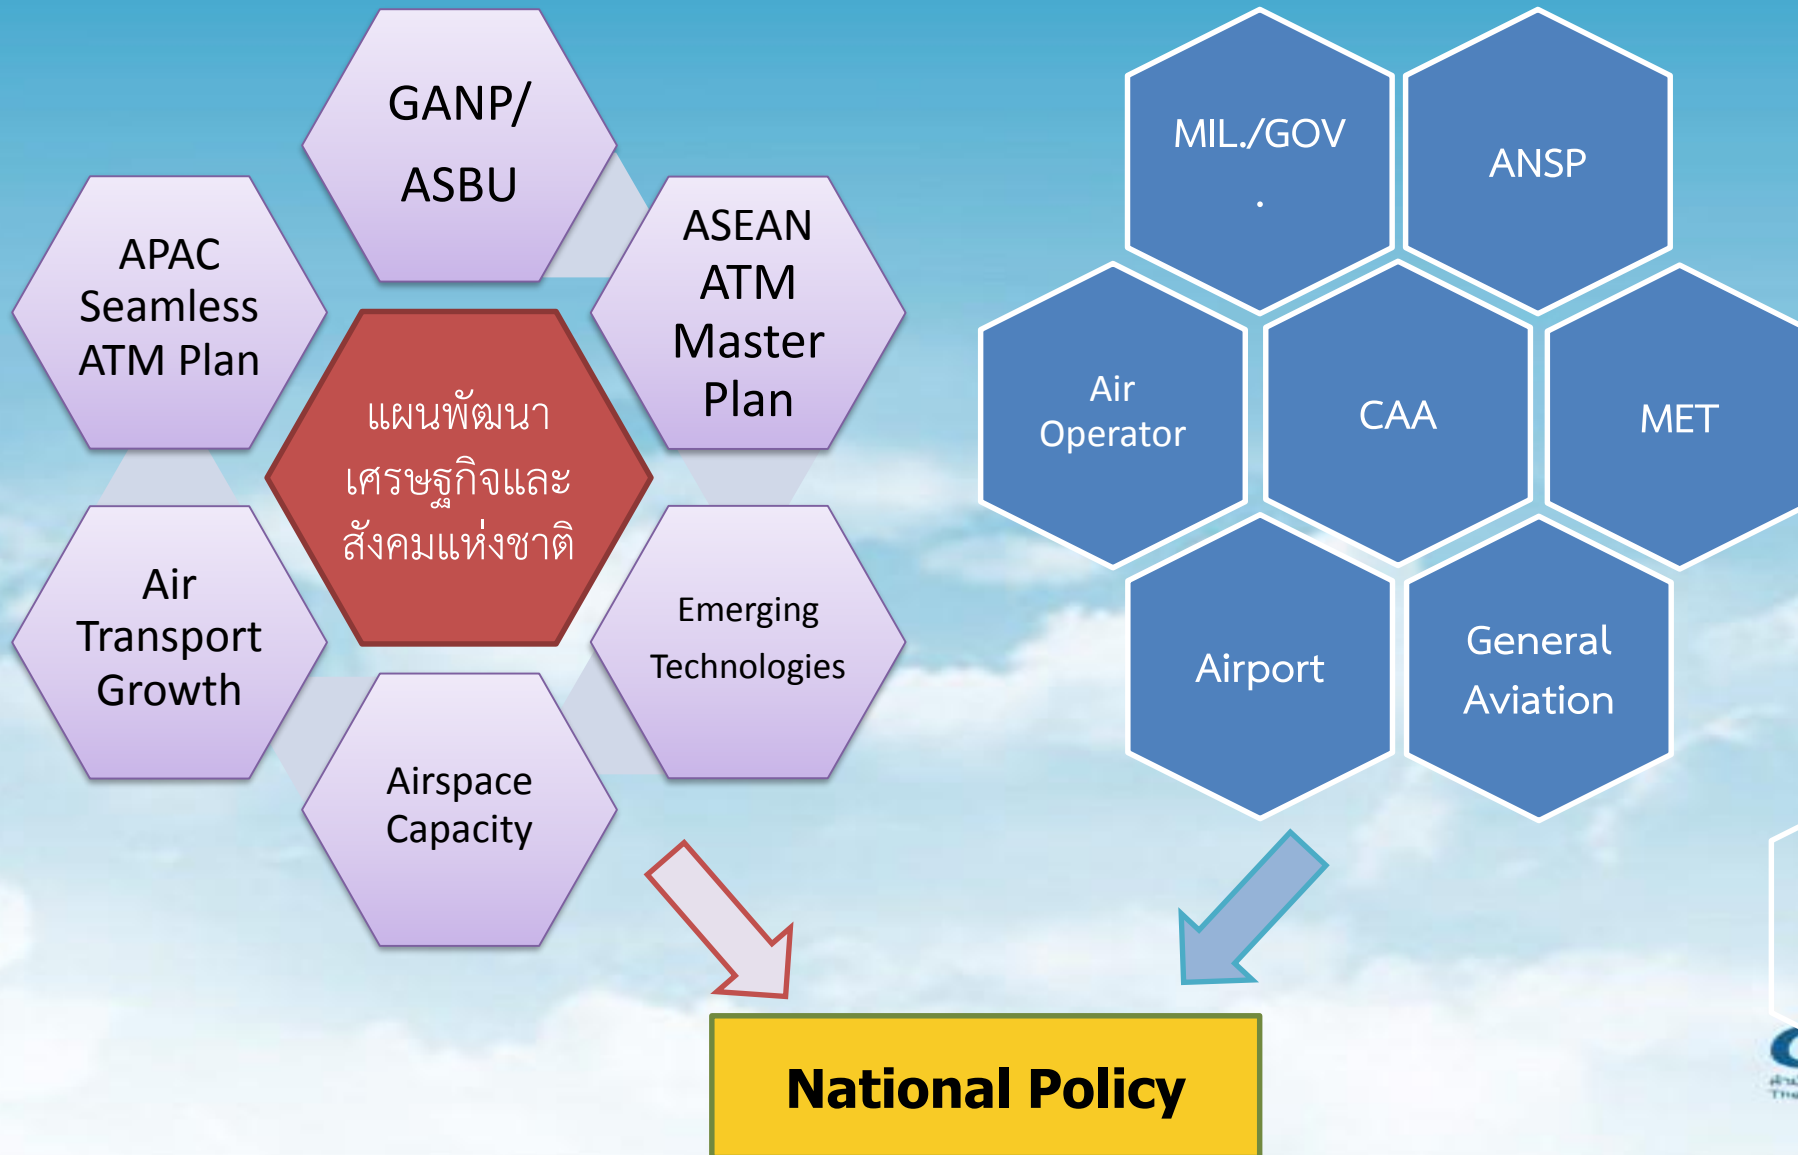 GANP/
ASBU
APAC
Seamless
ATM Plan
ASEAN
ATM
Master
Plan
แผนพัฒนา
เศรษฐกิจและ
สังคมแห่งชาติ
Air
Transport
Growth
Emerging
Technologies
Airspace
Capacity
MIL./GOV
.
ANSP
Air
Operator
CAA
MET
Airport
General
Aviation
National Policy